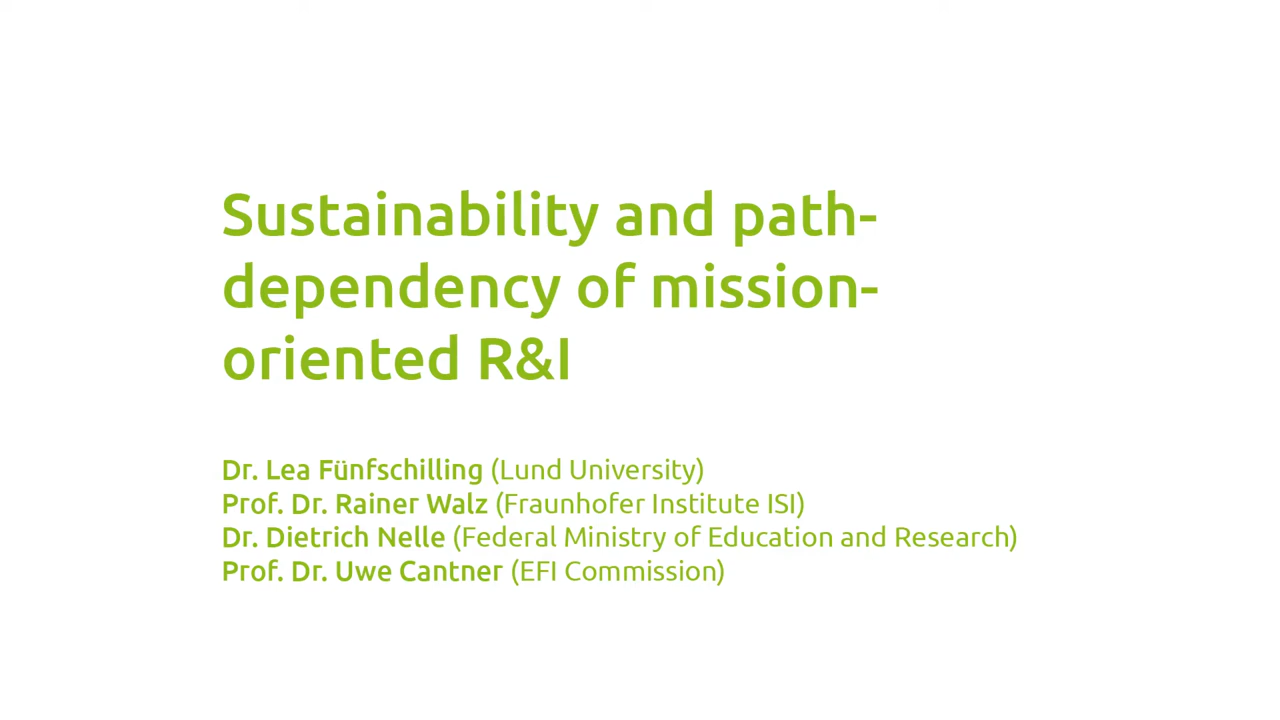 Sustainability and path-
dependency of mission-
oriented R&I
Dr. Lea Fünfschilling (Lund University)
Prof. Dr. Rainer Walz (Fraunhofer Institute ISI)
Dr. Dietrich Nelle (Federal Ministry of Education and Research)
Prof. Dr. Uwe Cantner (EFI Commission)